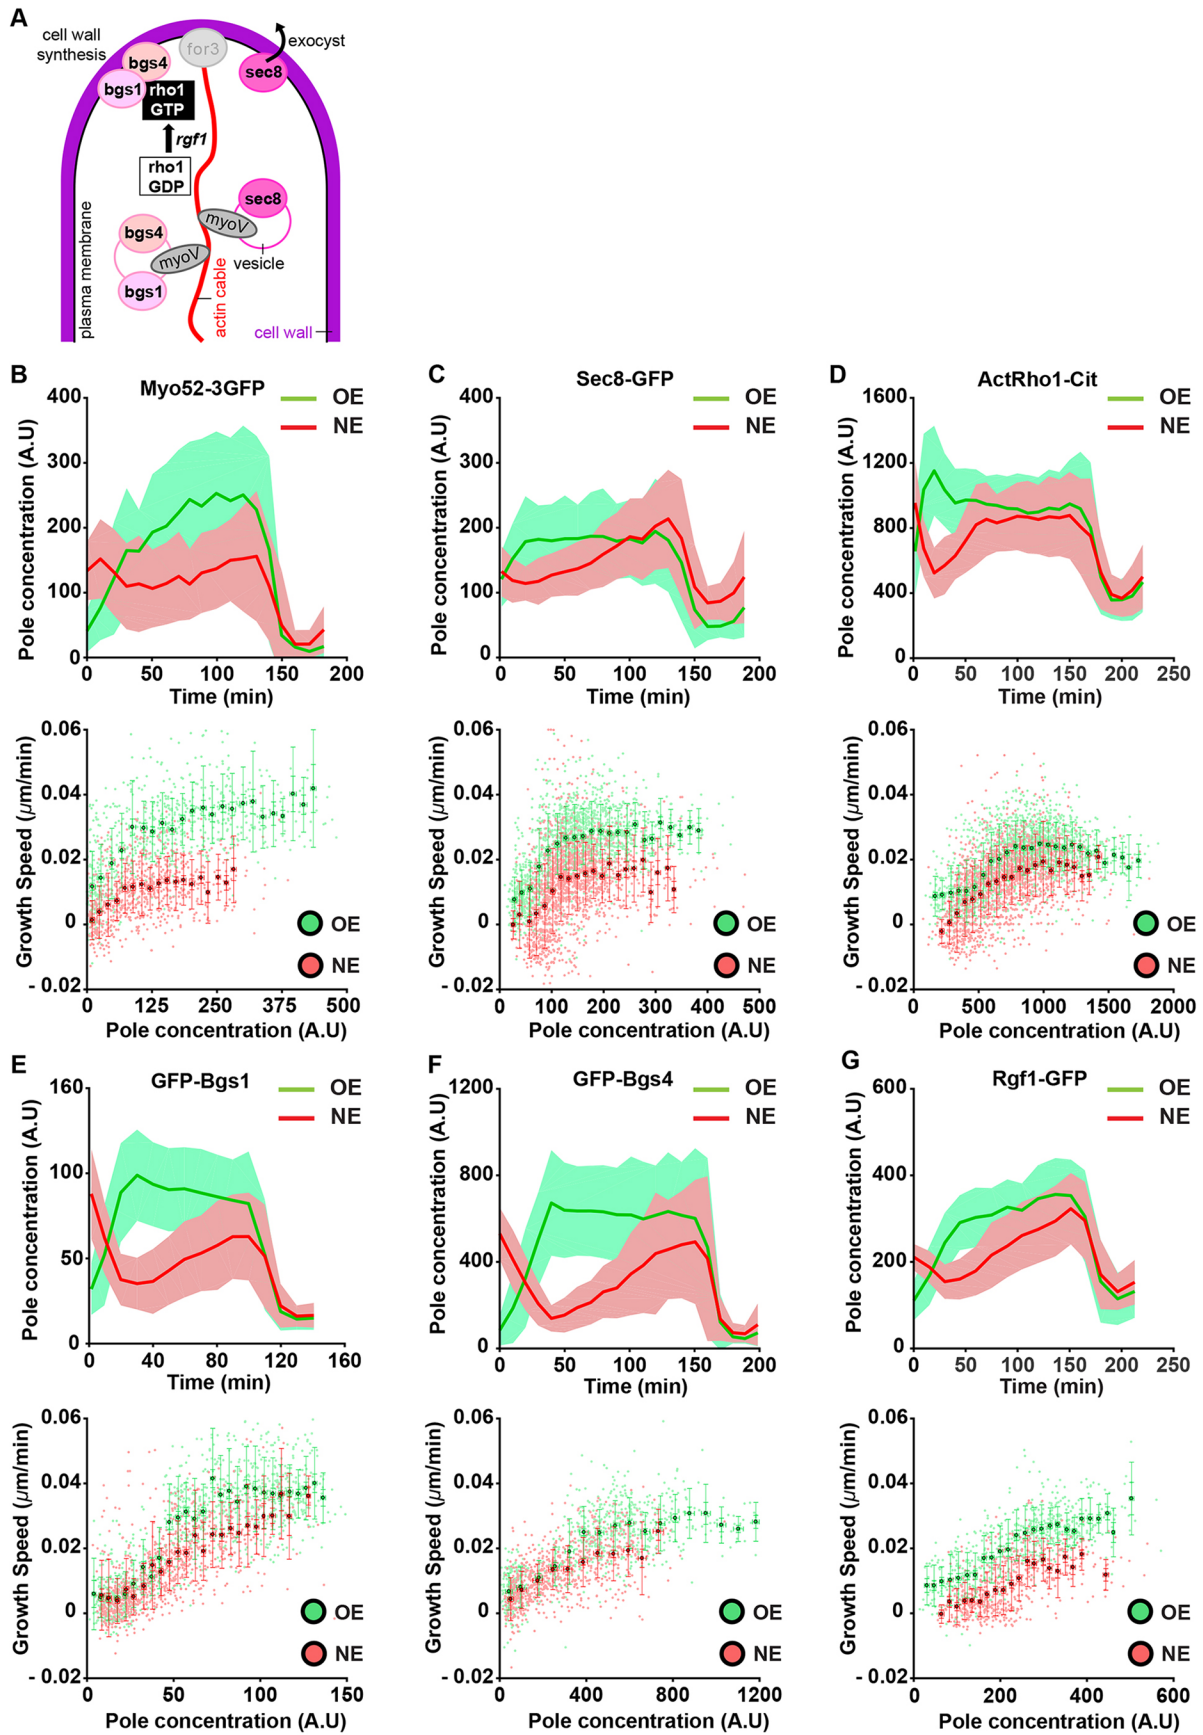 A
cell wall
synthesis
bgs4
bgs1
for3
exocyst
sec8
rho1
GTP
rgf1
rho1
GDP
sec8
myoV
bgs4
myoV
vesicle
bgs1
plasma membrane
actin cable
cell wall
B
Myo52-3GFP
OE
NE
Pole concentration (A.U)
400
300
200
100
0
0 50 100 150 200
Time (min)
Growth Speed (µm/min)
0.06
0.04
0.02
0
- 0.02
OE
NE
0 125 250 375 500
Pole concentration (A.U)
C
Sec8-GFP
OE
NE
Pole concentration (A.U)
400
300
200
100
0
0 50 100 150 200
Time (min)
Growth Speed (µm/min)
0.06
0.04
0.02
0
- 0.02
OE
NE
0 100 200 300 400 500
Pole concentration (A.U)
D
ActRho1-Cit
OE
NE
Pole concentration (A.U)
1600
1200
800
400
0
0 50 100 150 200 250
Time (min)
Growth Speed (µm/min)
0.06
0.04
0.02
0
- 0.02
OE
NE
0 500 1000 1500 2000
Pole concentration (A.U)
E
GFP-Bgs1
OE
NE
Pole concentration (A.U)
160
100
50
0
0 40 80 120 160
Time (min)
Growth Speed (µm/min)
0.06
0.04
0.02
0
- 0.02
OE
NE
0 50 100 150
Pole concentration (A.U)
F
GFP-Bgs4
OE
NE
Pole concentration (A.U)
1200
800
400
0
0 50 100 150 200
Time (min)
Growth Speed (µm/min)
0.06
0.04
0.02
0
- 0.02
OE
NE
0 400 800 1200
Pole concentration (A.U)
G
Rgf1-GFP
OE
NE
Pole concentration (A.U)
600
400
200
0
0 50 100 150 200 250
Time (min)
Growth Speed (µm/min)
0.06
0.04
0.02
0
- 0.02
OE
NE
0 200 400 600
Pole concentration (A.U)